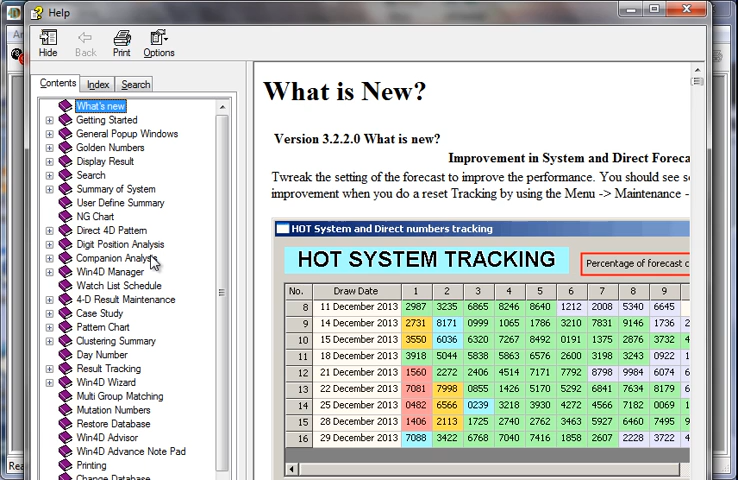 Help
Hide
Back
Print
Options
Contents
Index
Search
What's new
Getting Started
General Popup Windows
Golden Numbers
Display Result
Search
Summary of System
User Define Summary
NG Chart
Direct 4D Pattern
Digit Position Analysis
Companion Analysis
Win4D Manager
Watch List Schedule
4-D Result Maintenance
Case Study
Pattern Chart
Clustering Summary
Day Number
Result Tracking
Win4D Wizard
Multi Group Matching
Mutation Numbers
Restore Database
Win4D Advisor
Win4D Advance Note Pad
Printing
Change Database
What is New?
Version 3.2.2.0 What is new?
Improvement in System and Direct Foreca
Twreak the setting of the forecast to improve the performance. You should see so
improvement when you do a reset Tracking by using the Menu -> Maintenance -
HOT System and Direct numbers tracking
HOT SYSTEM TRACKING
Percentage of forecast c
No. Draw Date 1 2 3 4 5 6 7 8 9
8 11 December 2013 2987 3235 6865 8246 8640 1212 2008 5340 6645
9 14 December 2013 2731 8171 0999 1065 1786 3210 7831 9146 1736
10 15 December 2013 3550 6036 6320 7267 8492 0191 1375 2876 3732
11 18 December 2013 3918 5044 5838 5863 6576 2600 3198 3243 0922
12 21 December 2013 1560 2272 2406 4514 7171 7792 8798 9984 6074
13 22 December 2013 7081 7998 0855 1426 5170 5292 6841 7634 8179
14 25 December 2013 0482 6566 0239 3218 3930 4272 4566 7182 0069
15 28 December 2013 1406 2113 1725 2740 2762 3463 5927 6460 7495
16 29 December 2013 7088 3422 6768 7040 7416 1858 2607 2228 3722